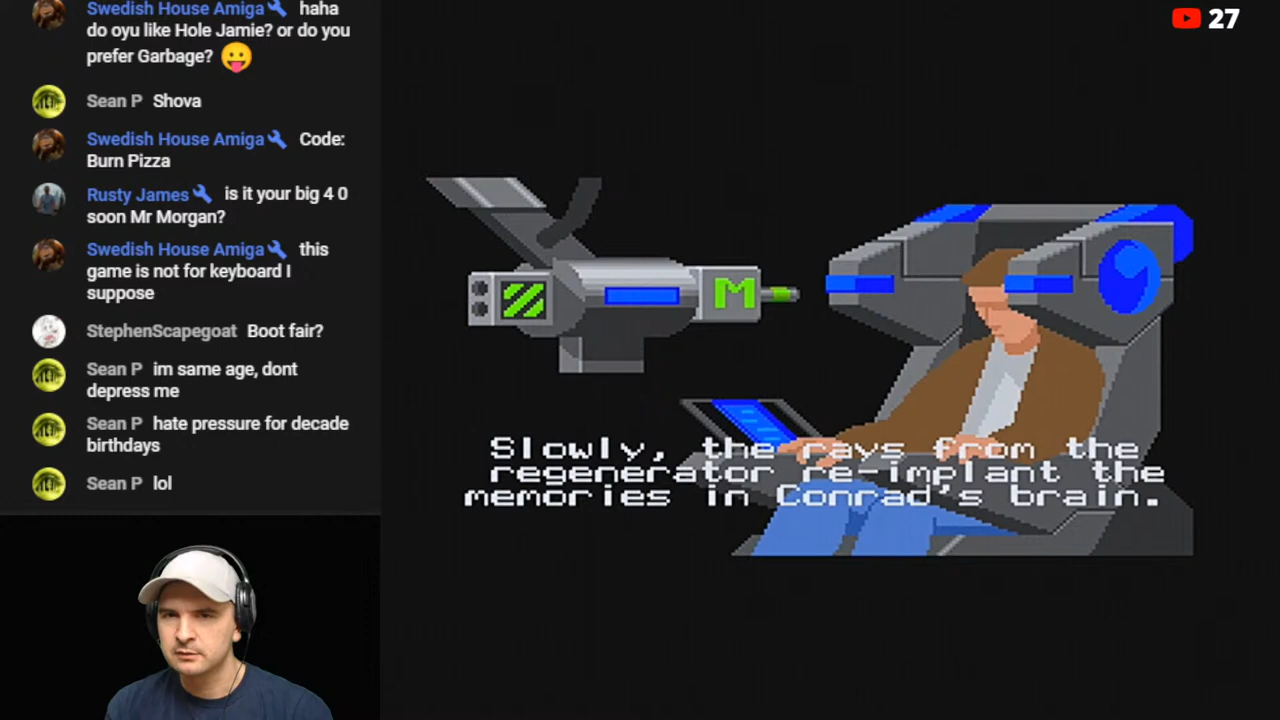 27
Swedish House Amiga haha
do oyu like Hole Jamie? or do you
prefer Garbage?
Sean P Shova
Swedish House Amiga Code:
Burn Pizza
Rusty James is it your big 4 0
soon Mr Morgan?
Swedish House Amiga this
game is not for keyboard I
suppose
StephenScapegoat Boot fair?
Sean P im same age, dont
depress me
Sean P hate pressure for decade
birthdays
Sean P lol
M
Slowly, the rays from the
regenerator re-implant the
memories in Conrad's brain.